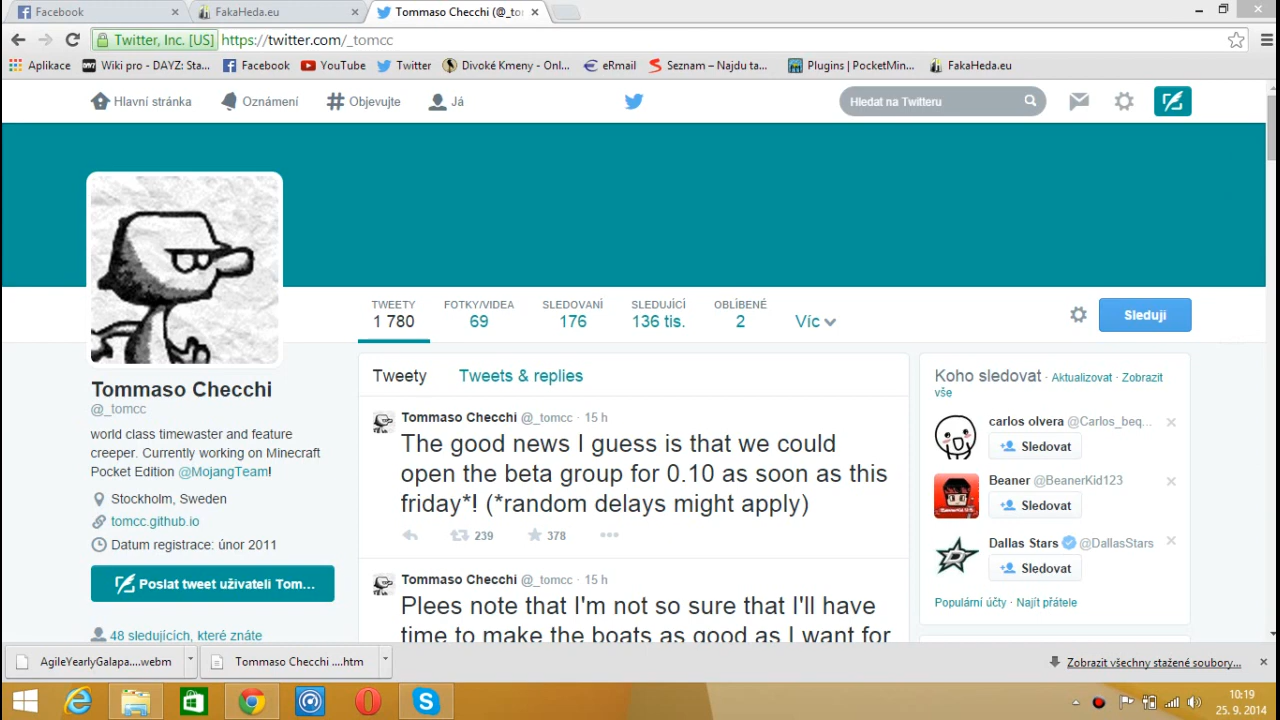 Facebook
FakaHeda.eu
Tommaso Checchi (@_to
Twitter, Inc. [US] https://twitter.com/_tomcc
Aplikace Wiki pro - DAYZ: Sta... Facebook YouTube Twitter Divoké Kmeny - Onl... eRmail Seznam – Najdu ta... Plugins | PocketMin... FakaHeda.eu
Hlavní stránka Oznámení Objevujte Já Hledat na Twitteru
TWEETY FOTKY/VIDEA SLEDOVANÍ SLEDUJÍCÍ OBLÍBENÉ
1 780 69 176 136 tis. 2 Víc Sleduji
Tommaso Checchi
@_tomcc
world class timewaster and feature
creeper. Currently working on Minecraft
Pocket Edition @MojangTeam!
Stockholm, Sweden
tomcc.github.io
Datum registrace: únor 2011
Poslat tweet uživateli Tom...
48 sledujících, které znáte
Tweety Tweets & replies
Tommaso Checchi @_tomcc · 15 h
The good news I guess is that we could
open the beta group for 0.10 as soon as this
friday*! (*random delays might apply)
239 378
Tommaso Checchi @_tomcc · 15 h
Plees note that I'm not so sure that I'll have
time to make the boats as good as I want for
Koho sledovat · Aktualizovat · Zobrazit
vše
carlos olvera @Carlos_beq...
Sledovat
Beaner @BeanerKid123
Sledovat
Dallas Stars @DallasStars
Sledovat
Populární účty · Najít přátele
AgileYearlyGalapa....webm Tommaso Checchi ....htm Zobrazit všechny stažené soubory...
10:19
25. 9. 2014